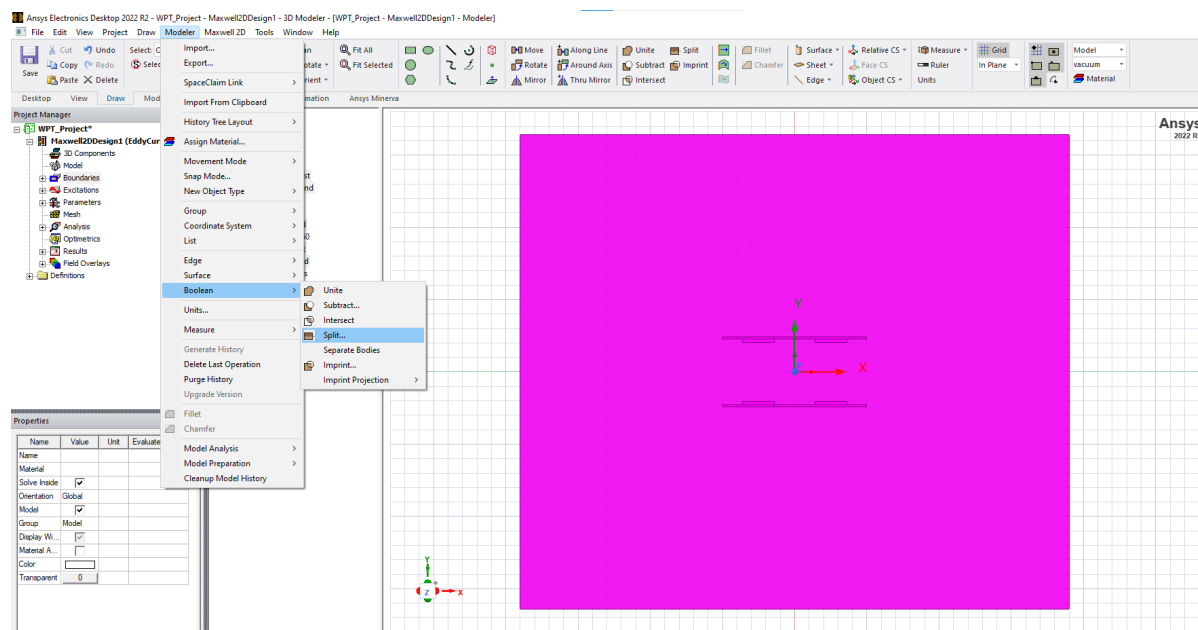 Ansys Electronics Desktop 2022 R2 - WPT_Project - Maxwell2DDesign1 - 3D Modeler - [WPT_Project - Maxwell2DDesign1 - Modeler]
File Edit View Project Draw Modeler Maxwell 2D Tools Window Help
Save
Cut Undo Select:
Copy Redo
Paste Delete
Fit All
Fit Selected
Move Along Line Unite Split Fillet Surface Relative CS Measure Grid Model
Rotate Around Axis Subtract Imprint Chamfer Sheet Face CS Ruler In Plane vacuum
Mirror Thru Mirror Intersect Edge Object CS Units Material
Desktop View Draw Ansys Minerva
Project Manager
WPT_Project*
Maxwell2DDesign1 (EddyCur
3D Components
Model
Boundaries
Excitations
Parameters
Mesh
Analysis
Optimetrics
Results
Field Overlays
Definitions
Import...
Export...
SpaceClaim Link
Import From Clipboard
History Tree Layout
Assign Material...
Movement Mode
Snap Mode...
New Object Type
Group
Coordinate System
List
Edge
Surface
Boolean
Units...
Measure
Generate History
Delete Last Operation
Purge History
Upgrade Version
Fillet
Chamfer
Model Analysis
Model Preparation
Cleanup Model History
Unite
Subtract...
Intersect
Split...
Separate Bodies
Imprint...
Imprint Projection
Properties
Name Value Unit Evaluate
Name
Material
Solve Inside
Orientation Global
Model
Group Model
Display Wi...
Material A...
Color
Transparent 0
Ansys
2022 R
Y
X
Y
Z
X